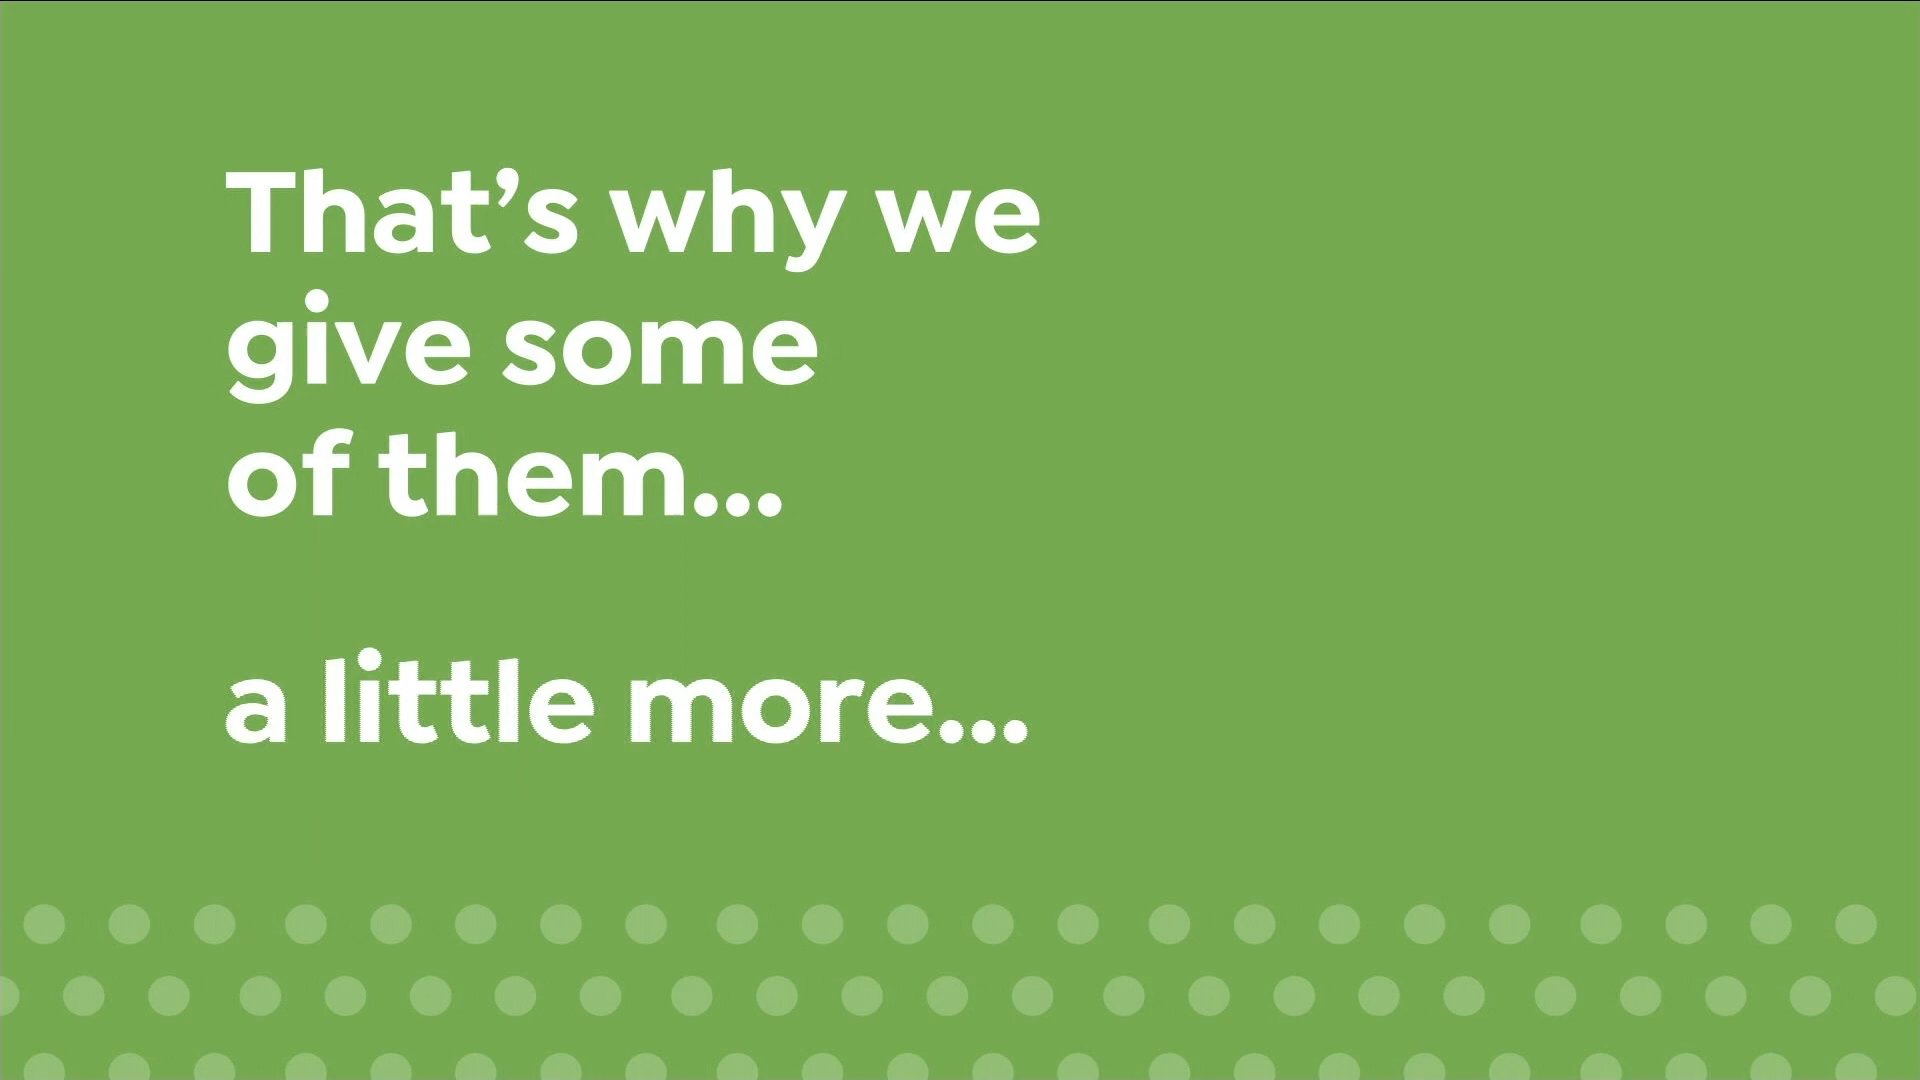 That’s why we
give some
of them...
a little more...